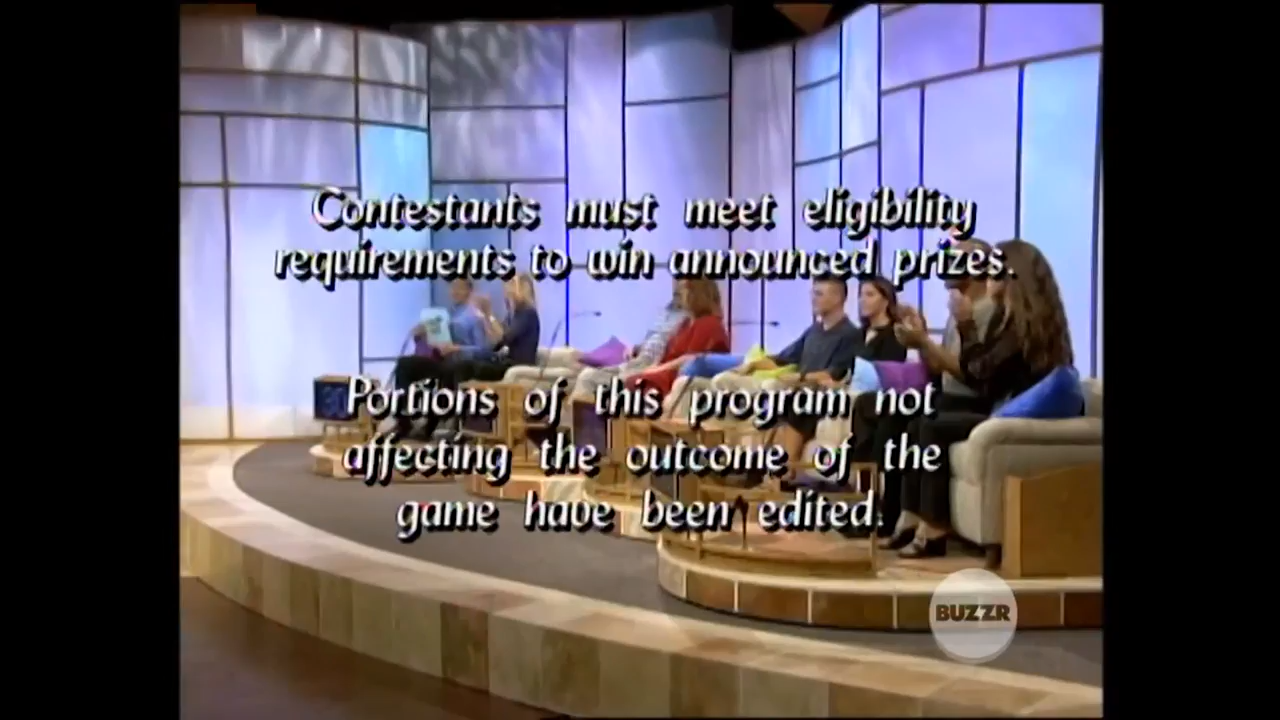 Contestants must meet eligibility
requirements to win announced prizes.
Portions of this program not
affecting the outcome of the
game have been edited.
BUZZR